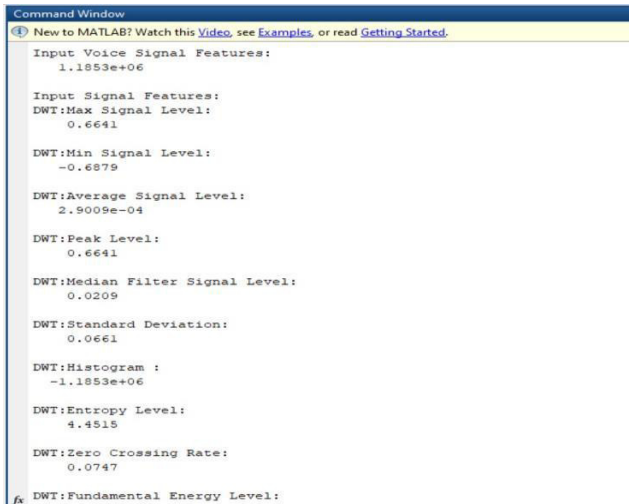 Command Window
New to MATLAB? Watch this Video, see Examples, or read Getting Started.
Input Voice Signal Features:
1.1853e+06
Input Signal Features:
DWT:Max Signal Level:
0.6641
DWT:Min Signal Level:
-0.6879
DWT:Average Signal Level:
2.9009e-04
DWT:Peak Level:
0.6641
DWT:Median Filter Signal Level:
0.0209
DWT:Standard Deviation:
0.0661
DWT:Histogram :
-1.1853e+06
DWT:Entropy Level:
4.4515
DWT:Zero Crossing Rate:
0.0747
fx DWT:Fundamental Energy Level: